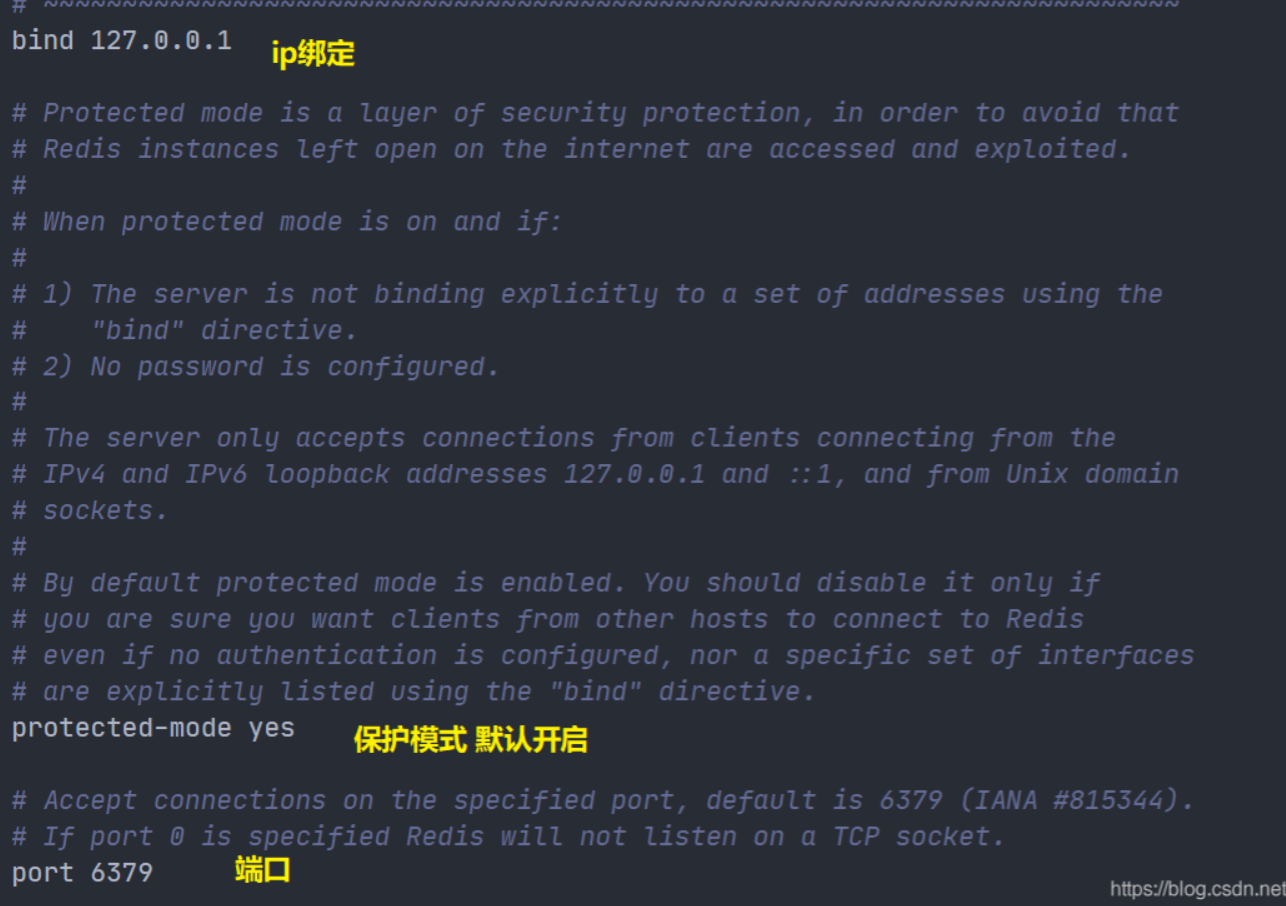 # ~~~~~~~~~~~~~~~~~~~~~~~~~~~~~~~~~~~~~~~~~~~~~~~~~~~~~~~~~~~~~~~~~~~~~~~~
bind 127.0.0.1 ip绑定
# Protected mode is a layer of security protection, in order to avoid that
# Redis instances left open on the internet are accessed and exploited.
#
# When protected mode is on and if:
#
# 1) The server is not binding explicitly to a set of addresses using the
#    "bind" directive.
# 2) No password is configured.
#
# The server only accepts connections from clients connecting from the
# IPv4 and IPv6 loopback addresses 127.0.0.1 and ::1, and from Unix domain
# sockets.
#
# By default protected mode is enabled. You should disable it only if
# you are sure you want clients from other hosts to connect to Redis
# even if no authentication is configured, nor a specific set of interfaces
# are explicitly listed using the "bind" directive.
protected-mode yes 保护模式 默认开启
# Accept connections on the specified port, default is 6379 (IANA #815344).
# If port 0 is specified Redis will not listen on a TCP socket.
port 6379 端口
https://blog.csdn.net